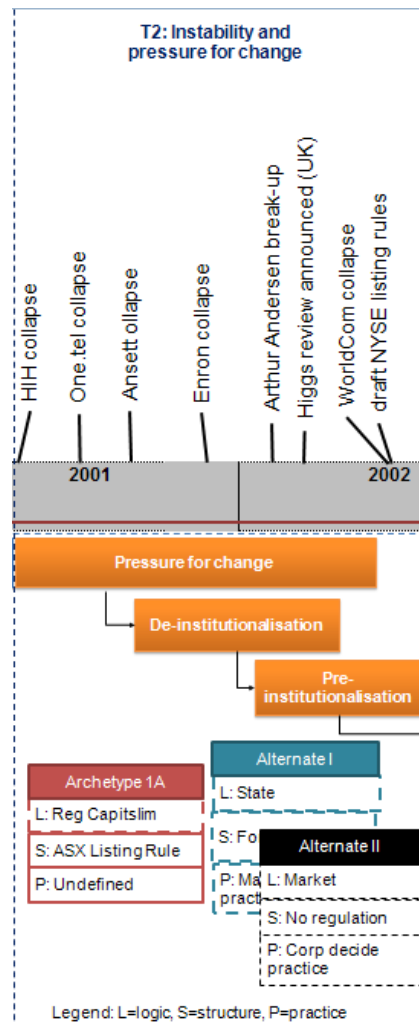 T2: Instability and
pressure for change
HIH collapse
One.tel collapse
Ansett ollapse
Enron collapse
Arthur Andersen break-up
Higgs review announced (UK)
WorldCom collapse
draft NYSE listing rules
2001
2002
Pressure for change
De-institutionalisation
Pre-
institutionalisation
Archetype 1A
L: Reg Capitslim
S: ASX Listing Rule
P: Undefined
Alternate I
L: State
S: Fo
P: Ma
practi
Alternate II
L: Market
S: No regulation
P: Corp decide
practice
Legend: L=logic, S=structure, P=practice